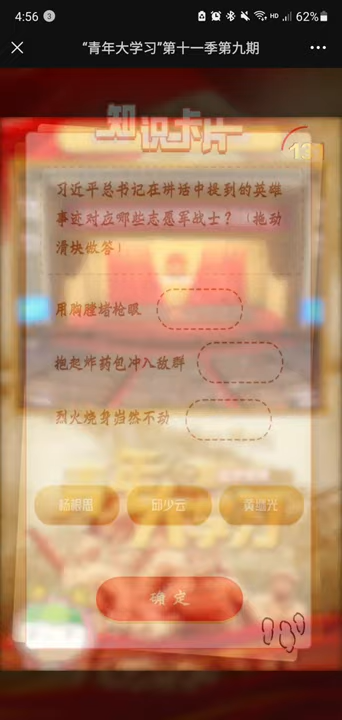 4:56 3 HD 62%
“青年大学习”第十一季第九期
知识卡片
13
习近平总书记在讲话中提到的英雄
事迹对应哪些志愿军战士？（拖动
滑块做答）
用胸膛堵枪眼
抱起炸药包冲入敌群
烈火烧身岿然不动
杨根思 邱少云 黄继光
确定